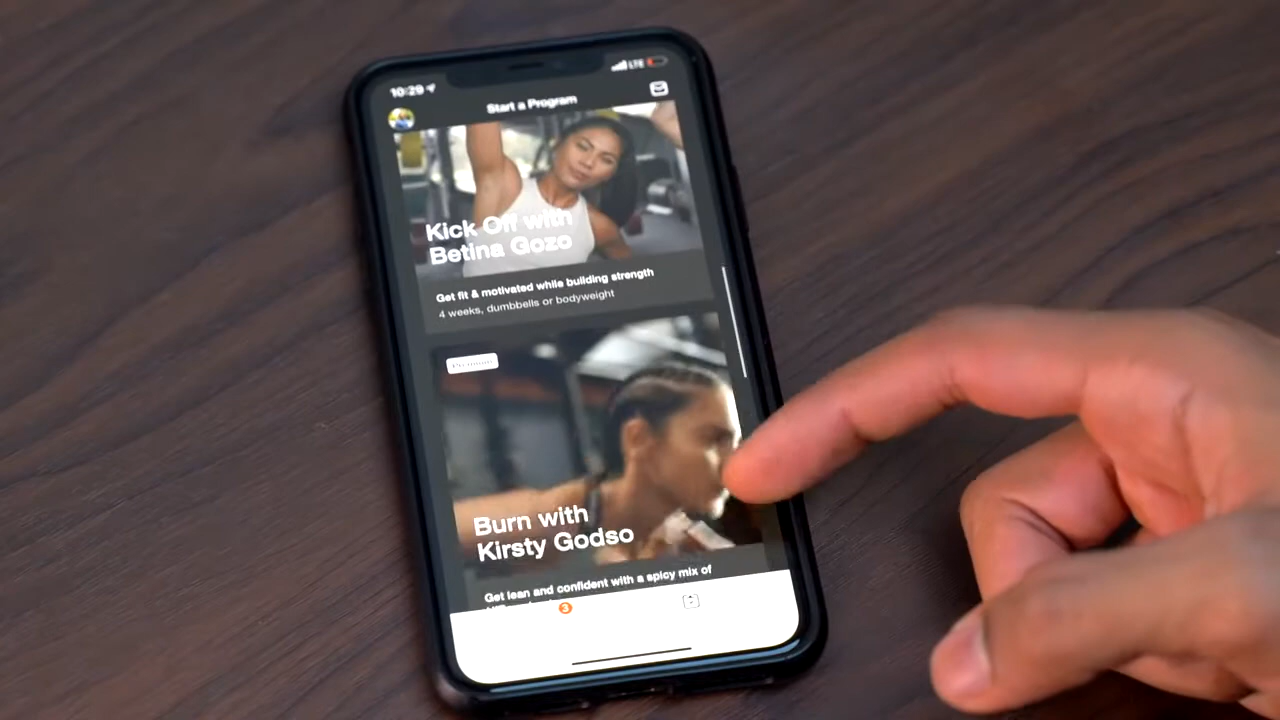 10:29
LTE
Start a Program
Kick Off with
Betina Gozo
Get fit & motivated while building strength
4 weeks, dumbbells or bodyweight
Premium
Burn with
Kirsty Godso
Get lean and confident with a spicy mix of
3